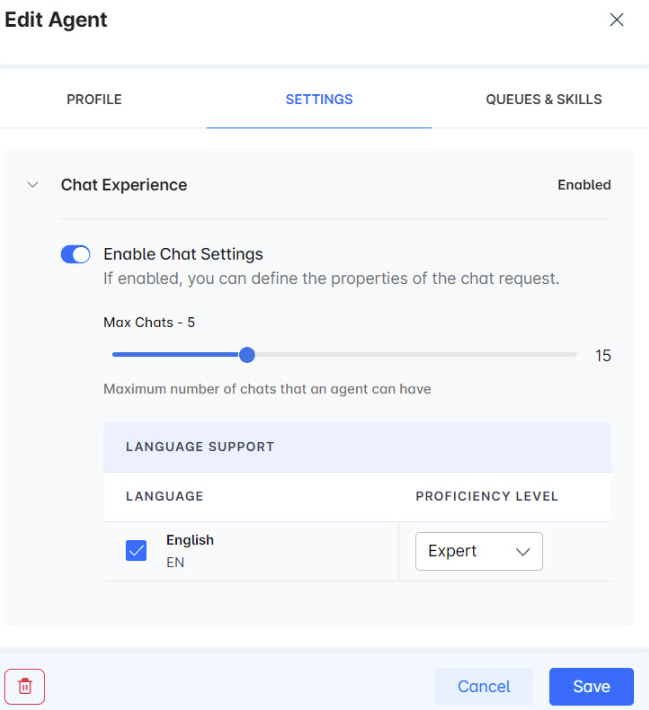 Edit Agent
PROFILE
SETTINGS
QUEUES & SKILLS
Chat Experience
Enabled
Enable Chat Settings
If enabled, you can define the properties of the chat request.
Max Chats - 5
15
Maximum number of chats that an agent can have
LANGUAGE SUPPORT
LANGUAGE
PROFICIENCY LEVEL
English
EN
Expert
Cancel
Save